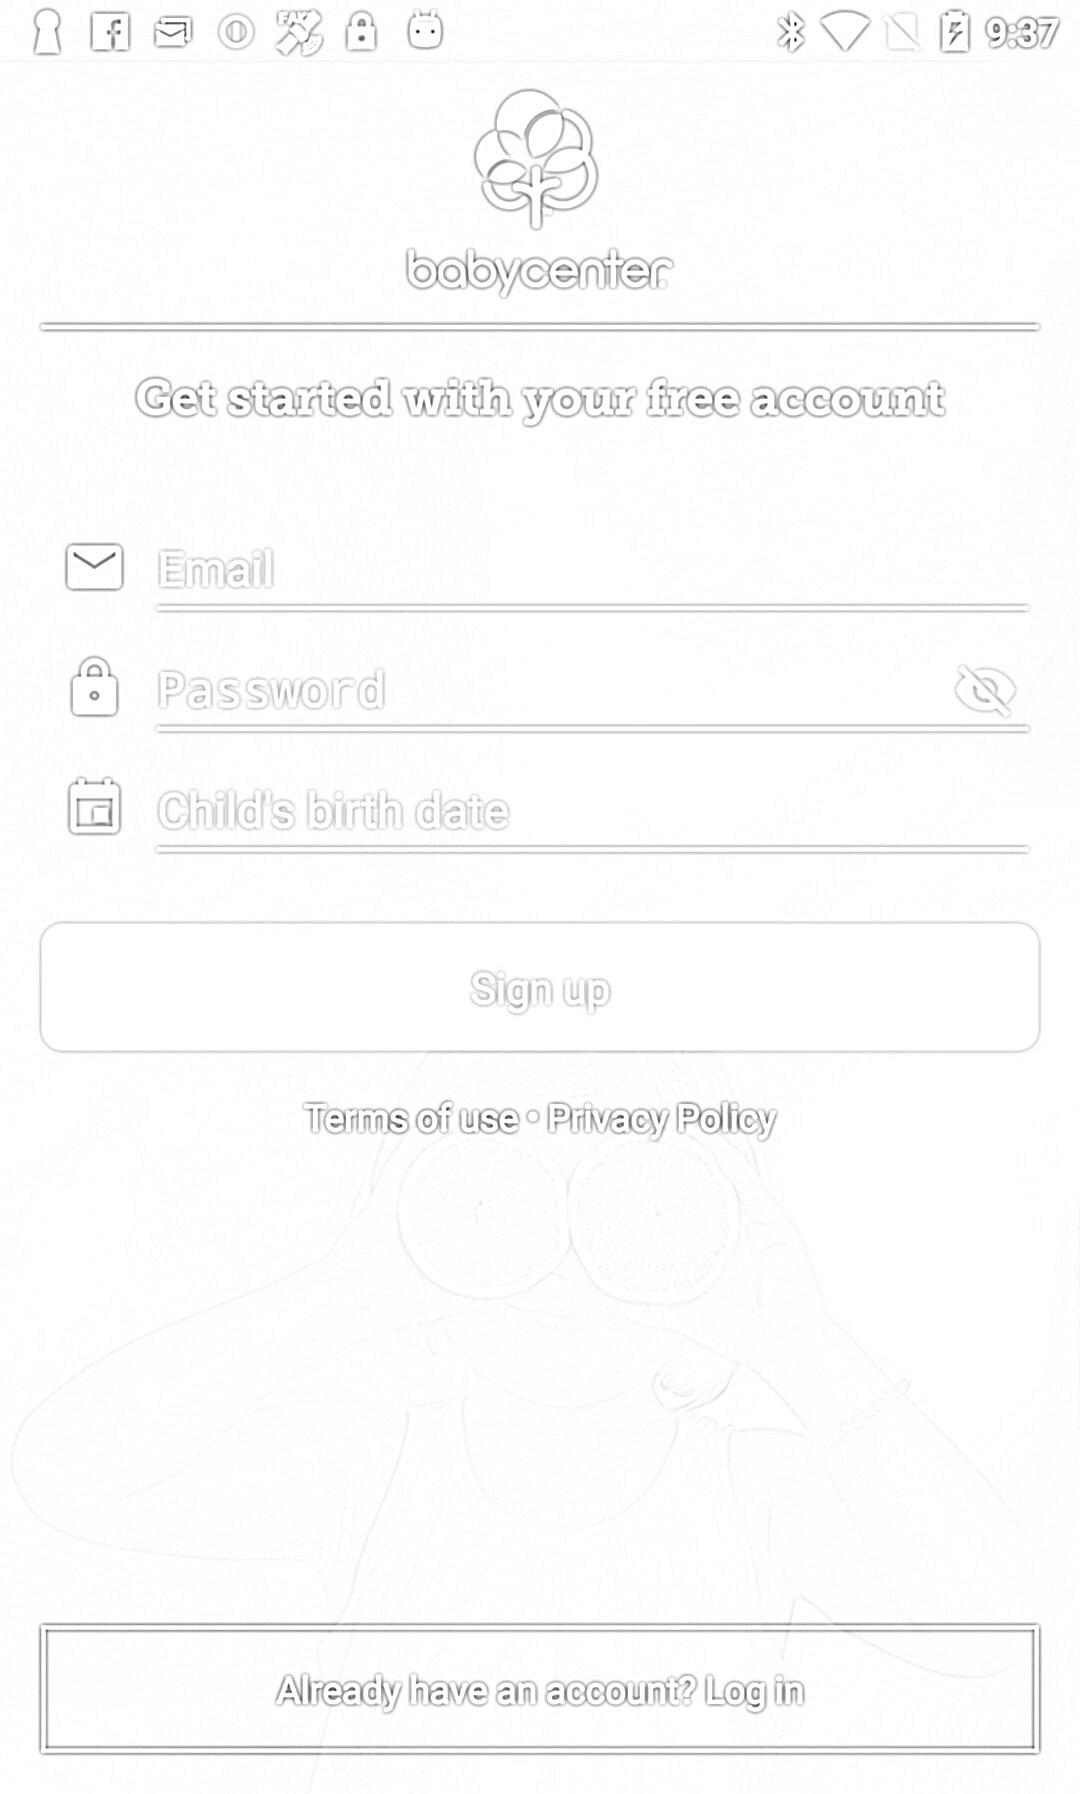 FAKE
9:37
babycenter
Get started with your free account
Email
Password
Child's birth date
Sign up
Terms of use • Privacy Policy
Already have an account? Log in